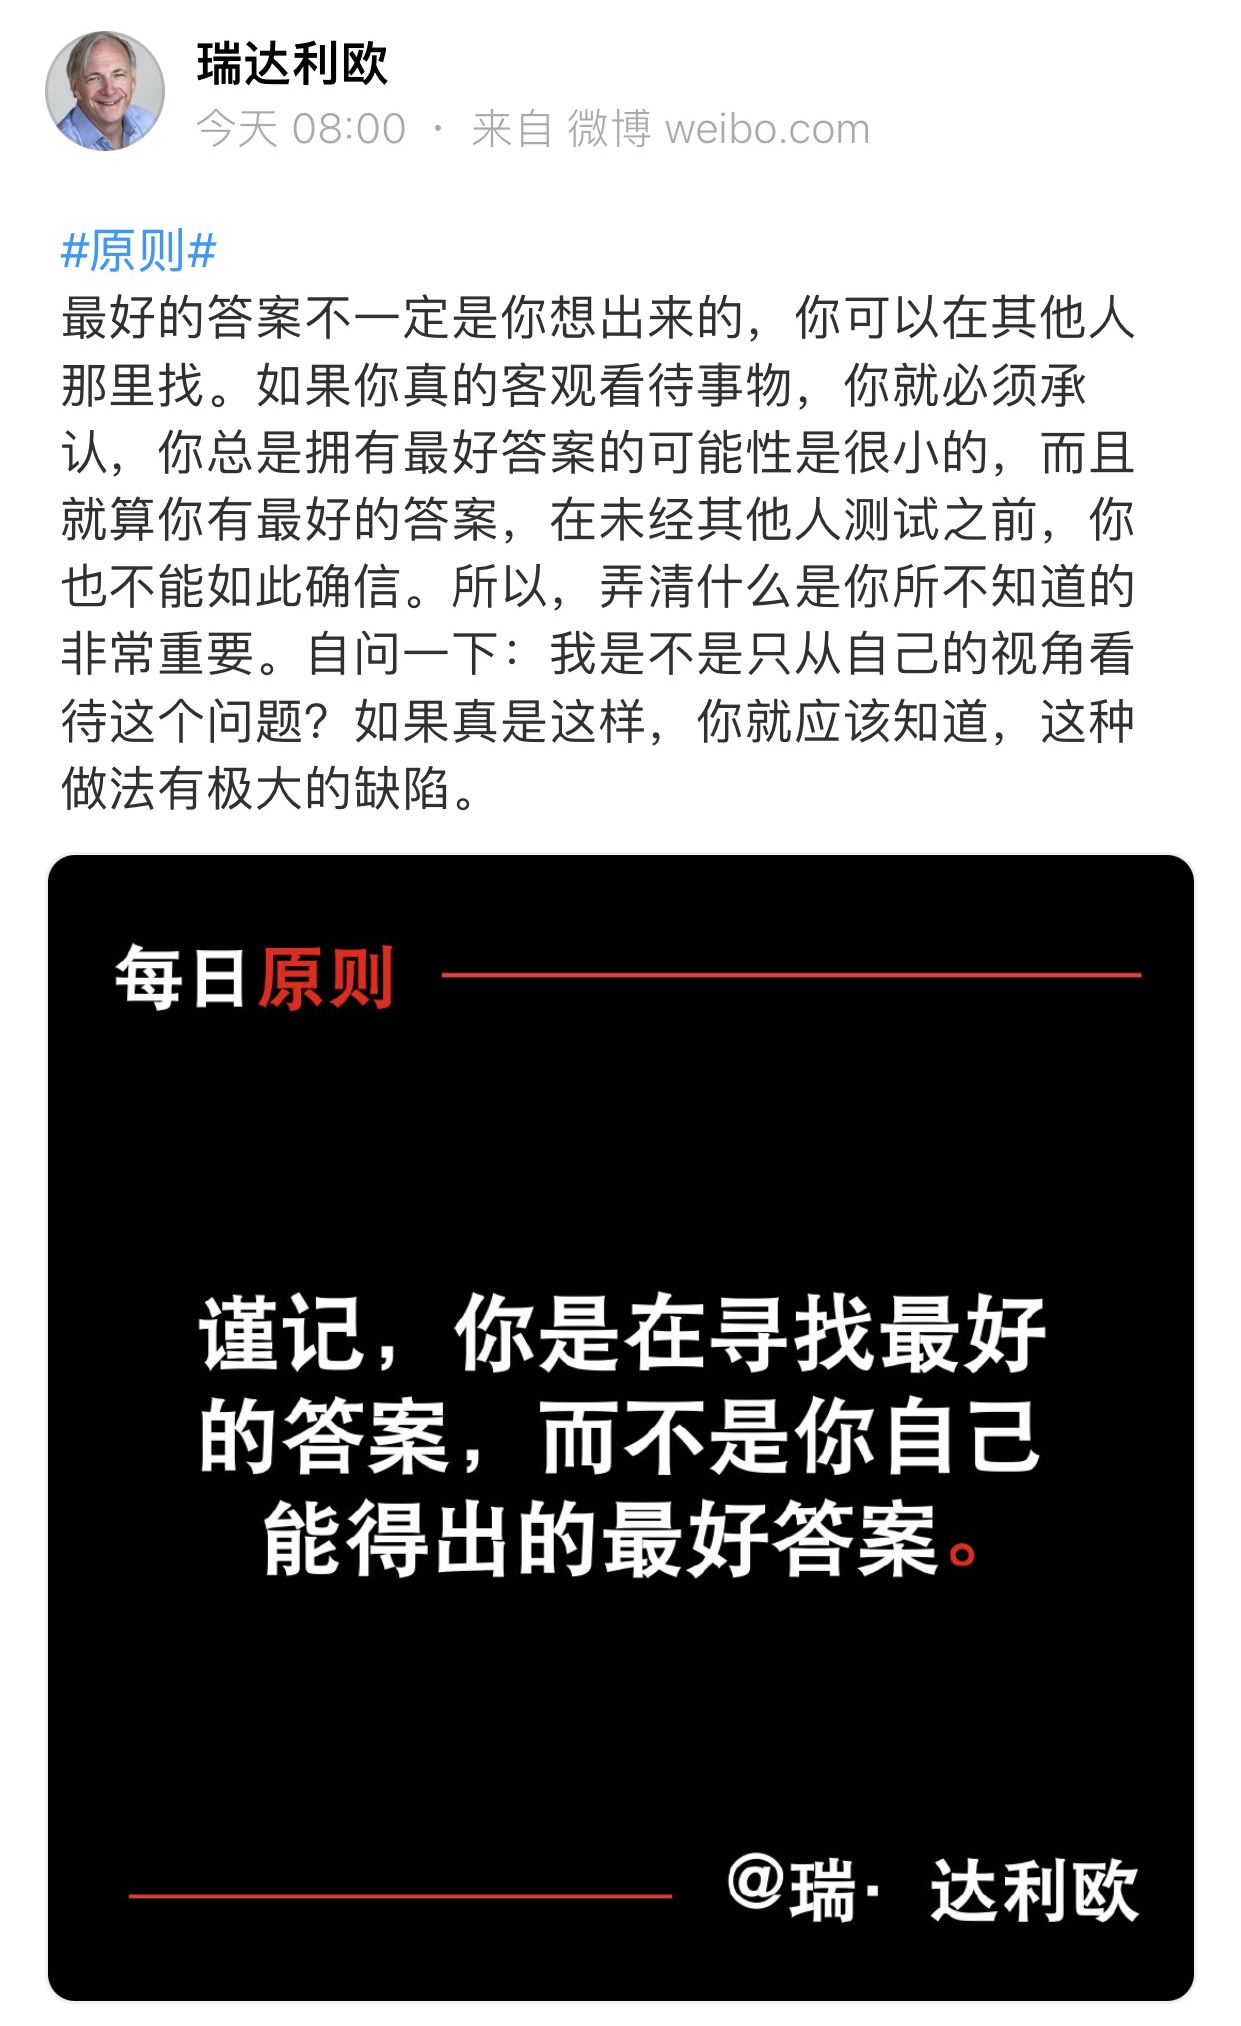 瑞达利欧
今天 08:00 · 来自 微博 weibo.com
#原则#
最好的答案不一定是你想出来的，你可以在其他人
那里找。如果你真的客观看待事物，你就必须承
认，你总是拥有最好答案的可能性是很小的，而且
就算你有最好的答案，在未经其他人测试之前，你
也不能如此确信。所以，弄清什么是你所不知道的
非常重要。自问一下：我是不是只从自己的视角看
待这个问题？如果真是这样，你就应该知道，这种
做法有极大的缺陷。
每日原则
谨记，你是在寻找最好
的答案，而不是你自己
能得出的最好答案。
@瑞· 达利欧